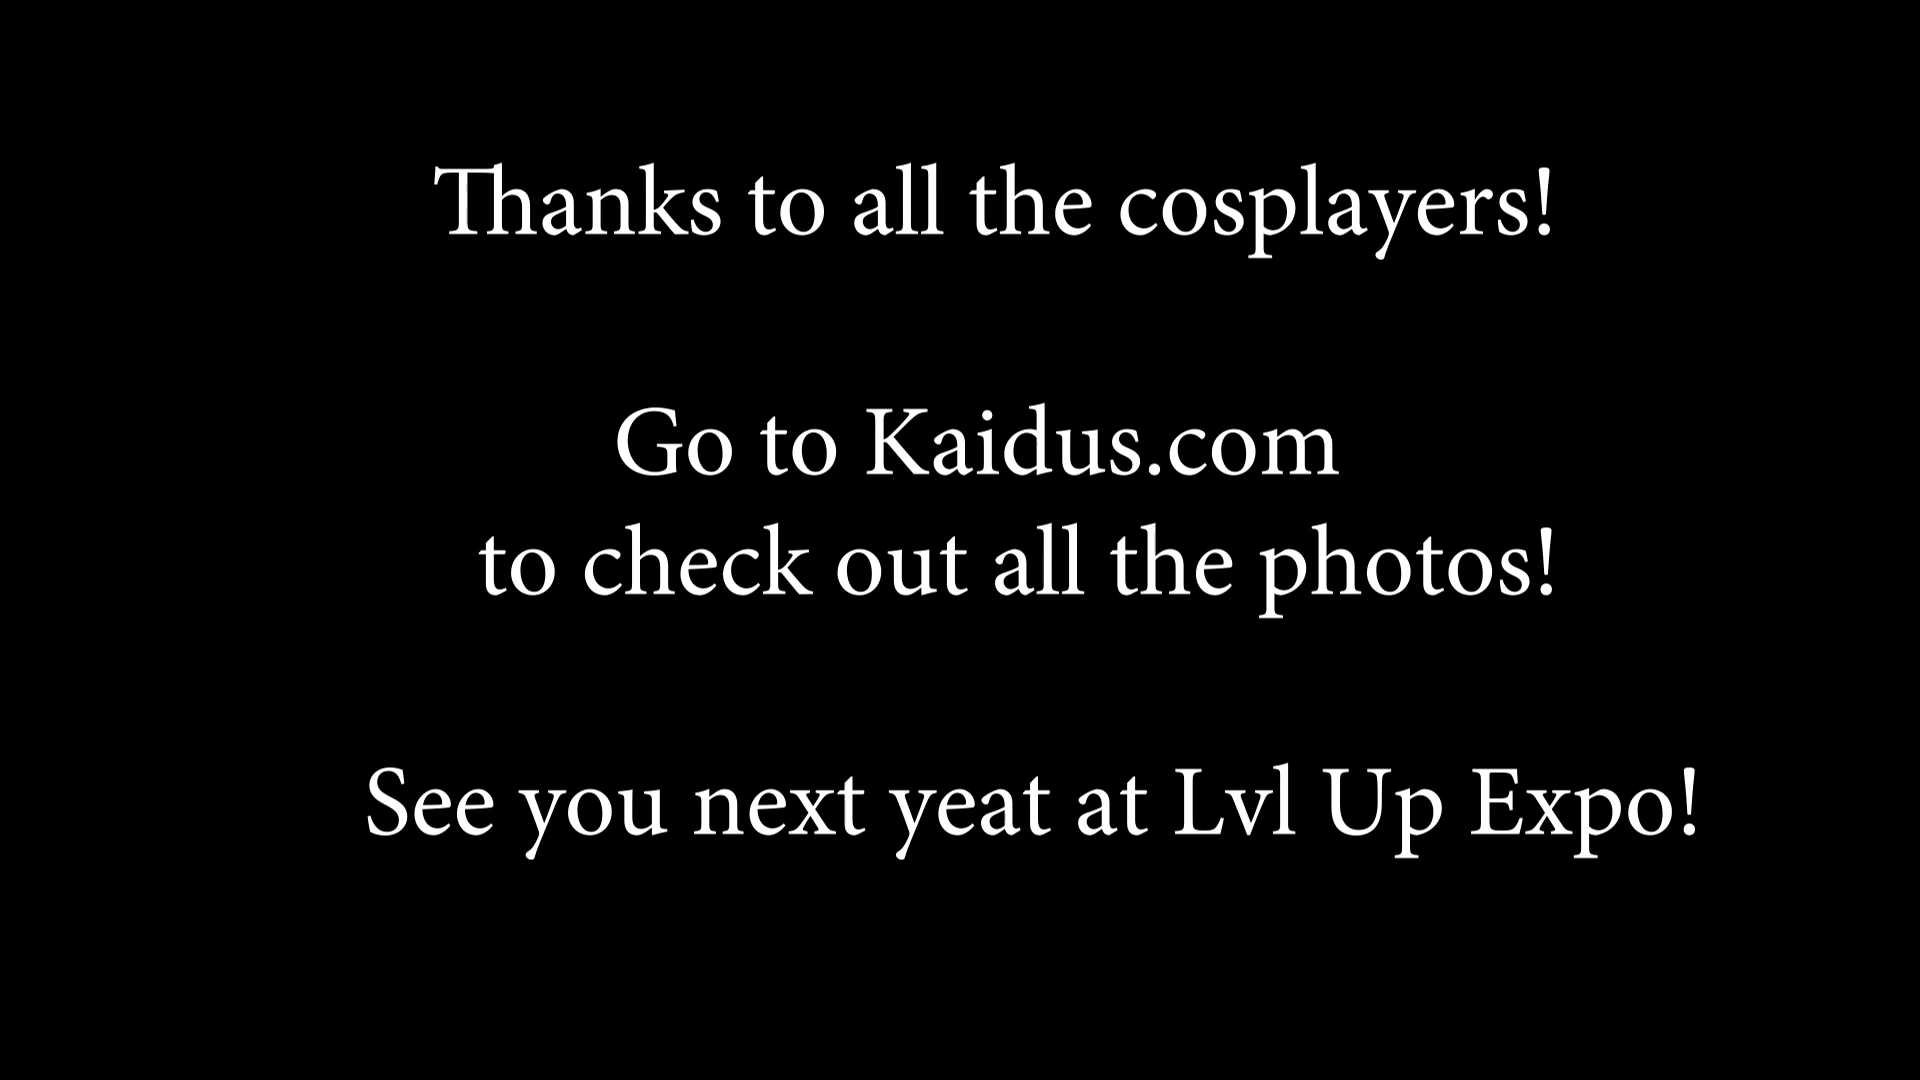 Thanks to all the cosplayers!
Go to Kaidus.com
to check out all the photos!
See you next yeat at Lvl Up Expo!